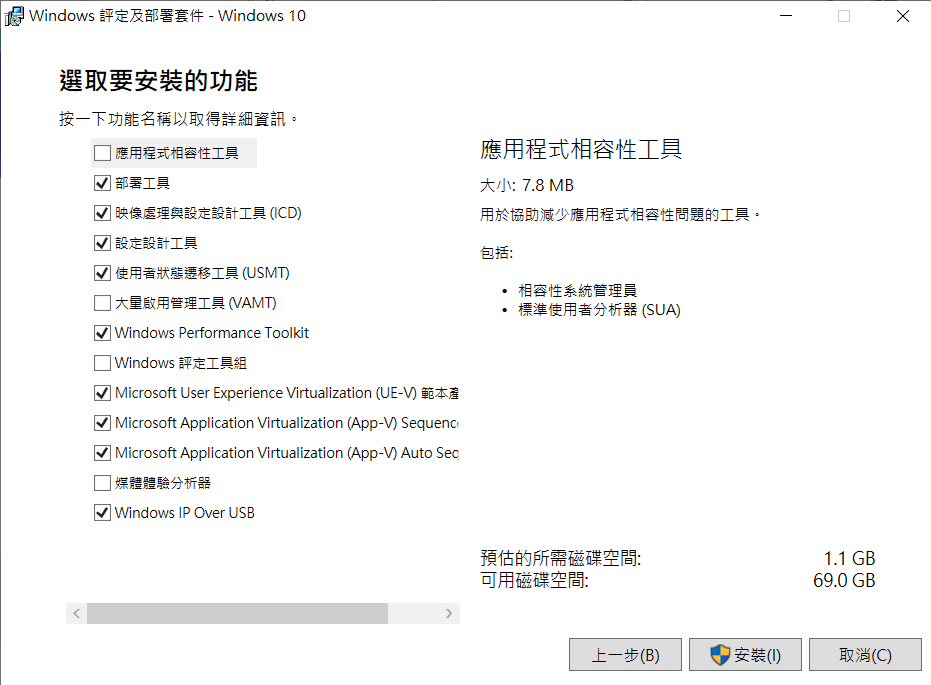 Windows 評定及部署套件 - Windows 10
選取要安裝的功能
按一下功能名稱以取得詳細資訊。
應用程式相容性工具
部署工具
映像處理與設定設計工具 (ICD)
設定設計工具
使用者狀態遷移工具 (USMT)
大量啟用管理工具 (VAMT)
Windows Performance Toolkit
Windows 評定工具組
Microsoft User Experience Virtualization (UE-V) 範本產
Microsoft Application Virtualization (App-V) Sequenc
Microsoft Application Virtualization (App-V) Auto Seq
媒體體驗分析器
Windows IP Over USB
應用程式相容性工具
大小: 7.8 MB
用於協助減少應用程式相容性問題的工具。
包括:
• 相容性系統管理員
• 標準使用者分析器 (SUA)
預估的所需磁碟空間: 1.1 GB
可用磁碟空間: 69.0 GB
上一步(B) 安裝(I) 取消(C)